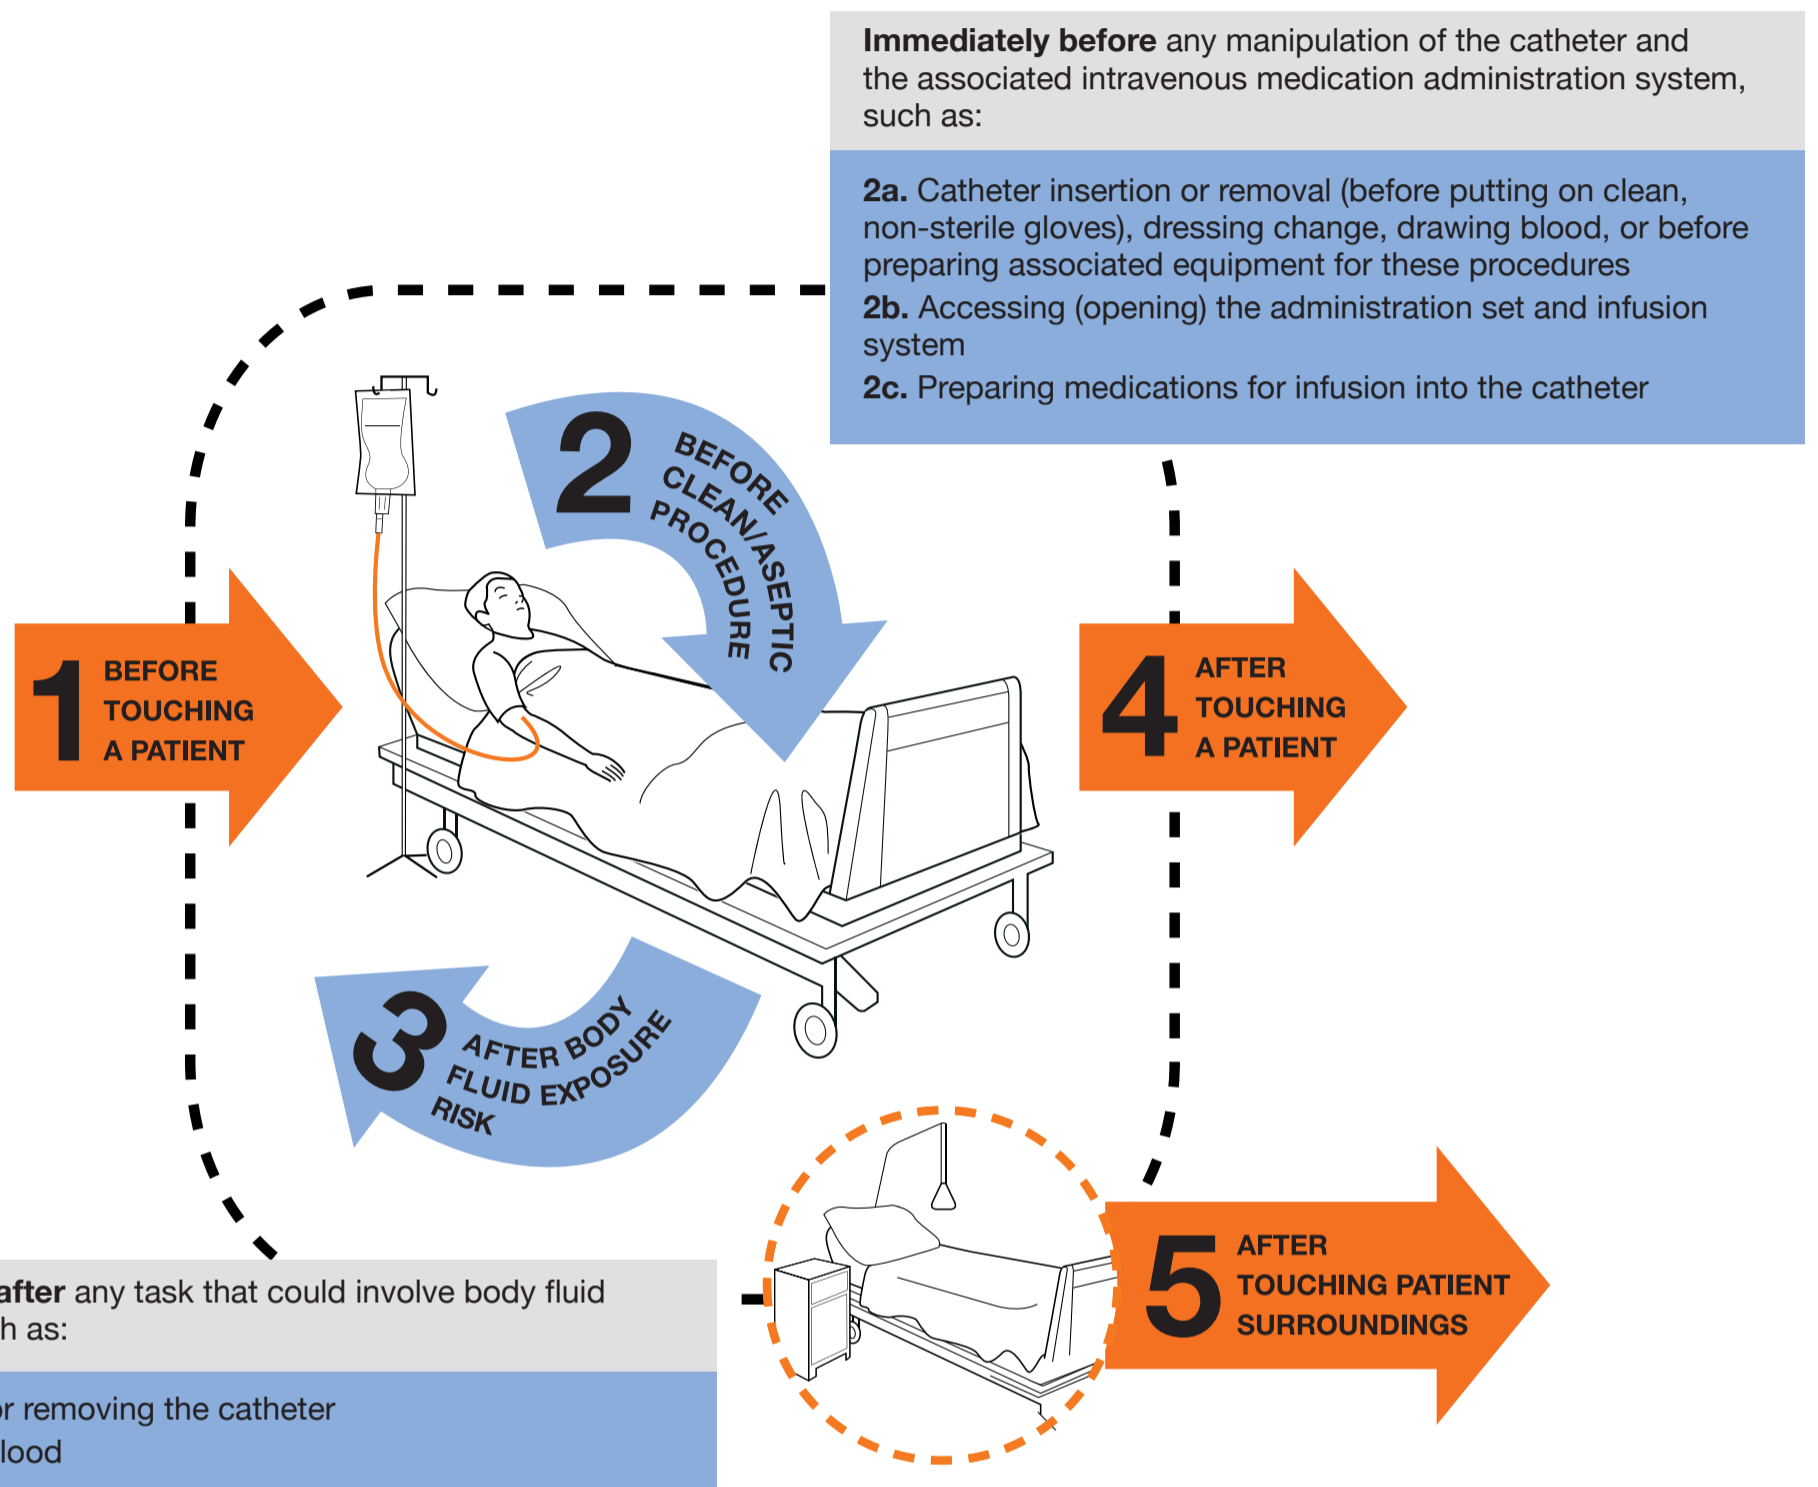 Immediately before any manipulation of the catheter and
the associated intravenous medication administration system,
such as:
2a. Catheter insertion or removal (before putting on clean,
non-sterile gloves), dressing change, drawing blood, or before
preparing associated equipment for these procedures
2b. Accessing (opening) the administration set and infusion
system
2c. Preparing medications for infusion into the catheter
1 BEFORE
TOUCHING
A PATIENT
2 BEFORE
CLEAN/ASEPTIC
PROCEDURE
3 AFTER BODY
FLUID EXPOSURE
RISK
4 AFTER
TOUCHING
A PATIENT
5 AFTER
TOUCHING PATIENT
SURROUNDINGS
after any task that could involve body fluid
as:
removing the catheter